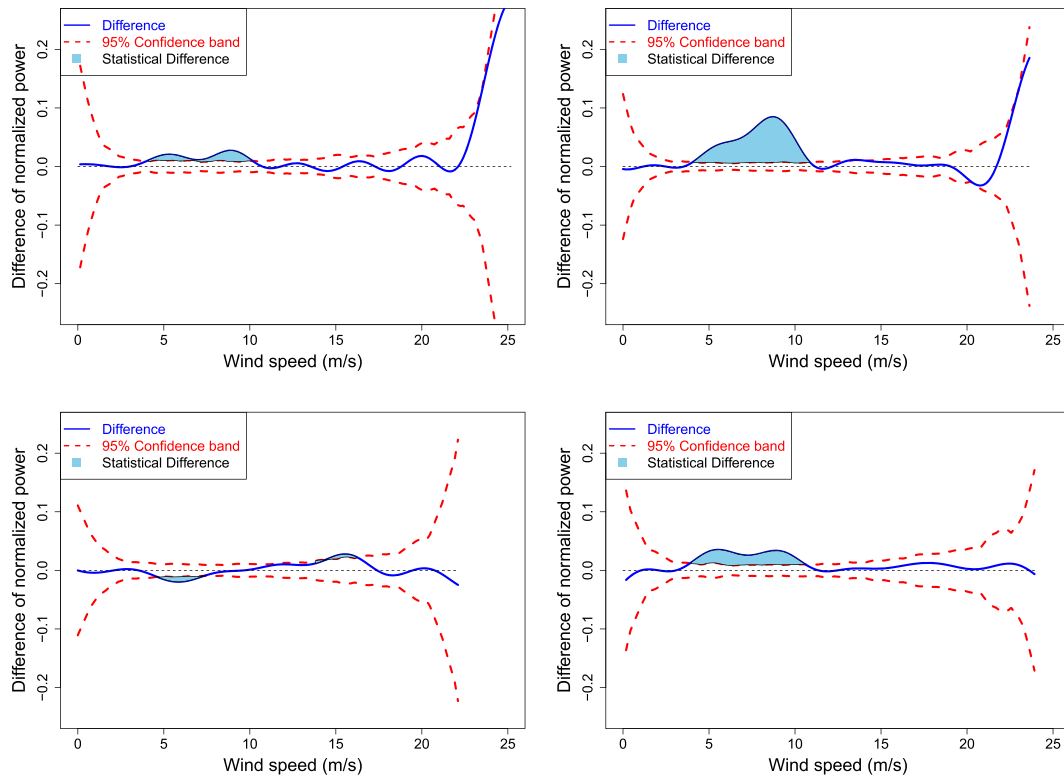 Difference
95% Confidence band
Statistical Difference
Difference of normalized power
0.2
0.1
0.0
−0.1
−0.2
0 5 10 15 20 25
Wind speed (m/s)
Difference
95% Confidence band
Statistical Difference
Difference of normalized power
0.2
0.1
0.0
−0.1
−0.2
0 5 10 15 20 25
Wind speed (m/s)
Difference
95% Confidence band
Statistical Difference
Difference of normalized power
0.2
0.1
0.0
−0.1
−0.2
0 5 10 15 20 25
Wind speed (m/s)
Difference
95% Confidence band
Statistical Difference
Difference of normalized power
0.2
0.1
0.0
−0.1
−0.2
0 5 10 15 20 25
Wind speed (m/s)